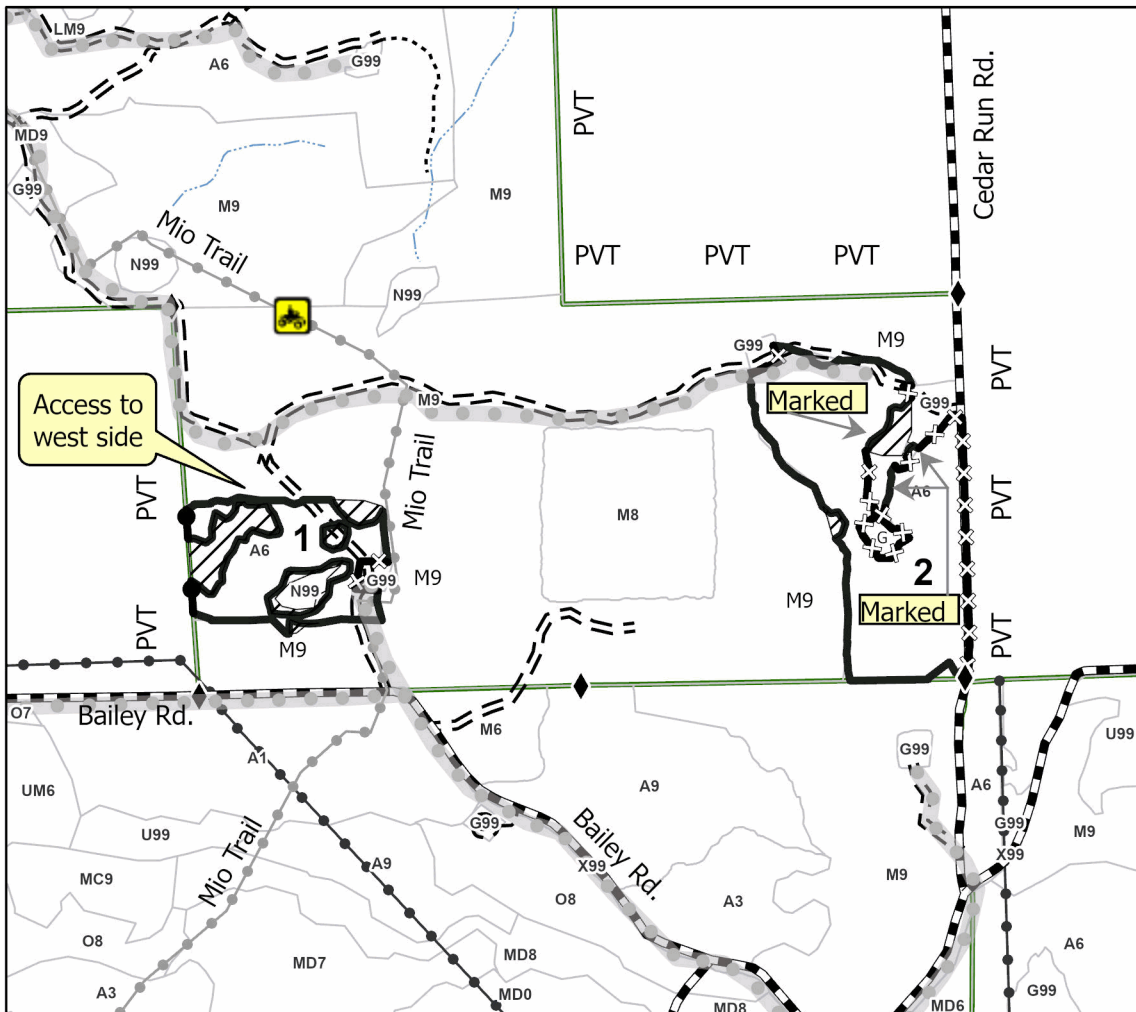 LM9
A6
G99
PVT
Cedar Run Rd.
MD9
G99
M9
M9
Mio Trail
PVT
PVT
PVT
N99
N99
G99
M9
PVT
Access to
west side
M9
Marked
G99
PVT
Mio Trail
PVT
M8
A6
1
A6
G
N99
G99
M9
2
M9
Marked
PVT
PVT
M9
O7
Bailey Rd.
M6
A1
U99
A6
A9
UM6
G99
G99
G99
M9
U99
Mio Trail
A9
Bailey Rd.
X99
X99
MC9
M9
O8
A3
O8
MD7
MD8
A6
A3
MD0
MD8
MD6
G99